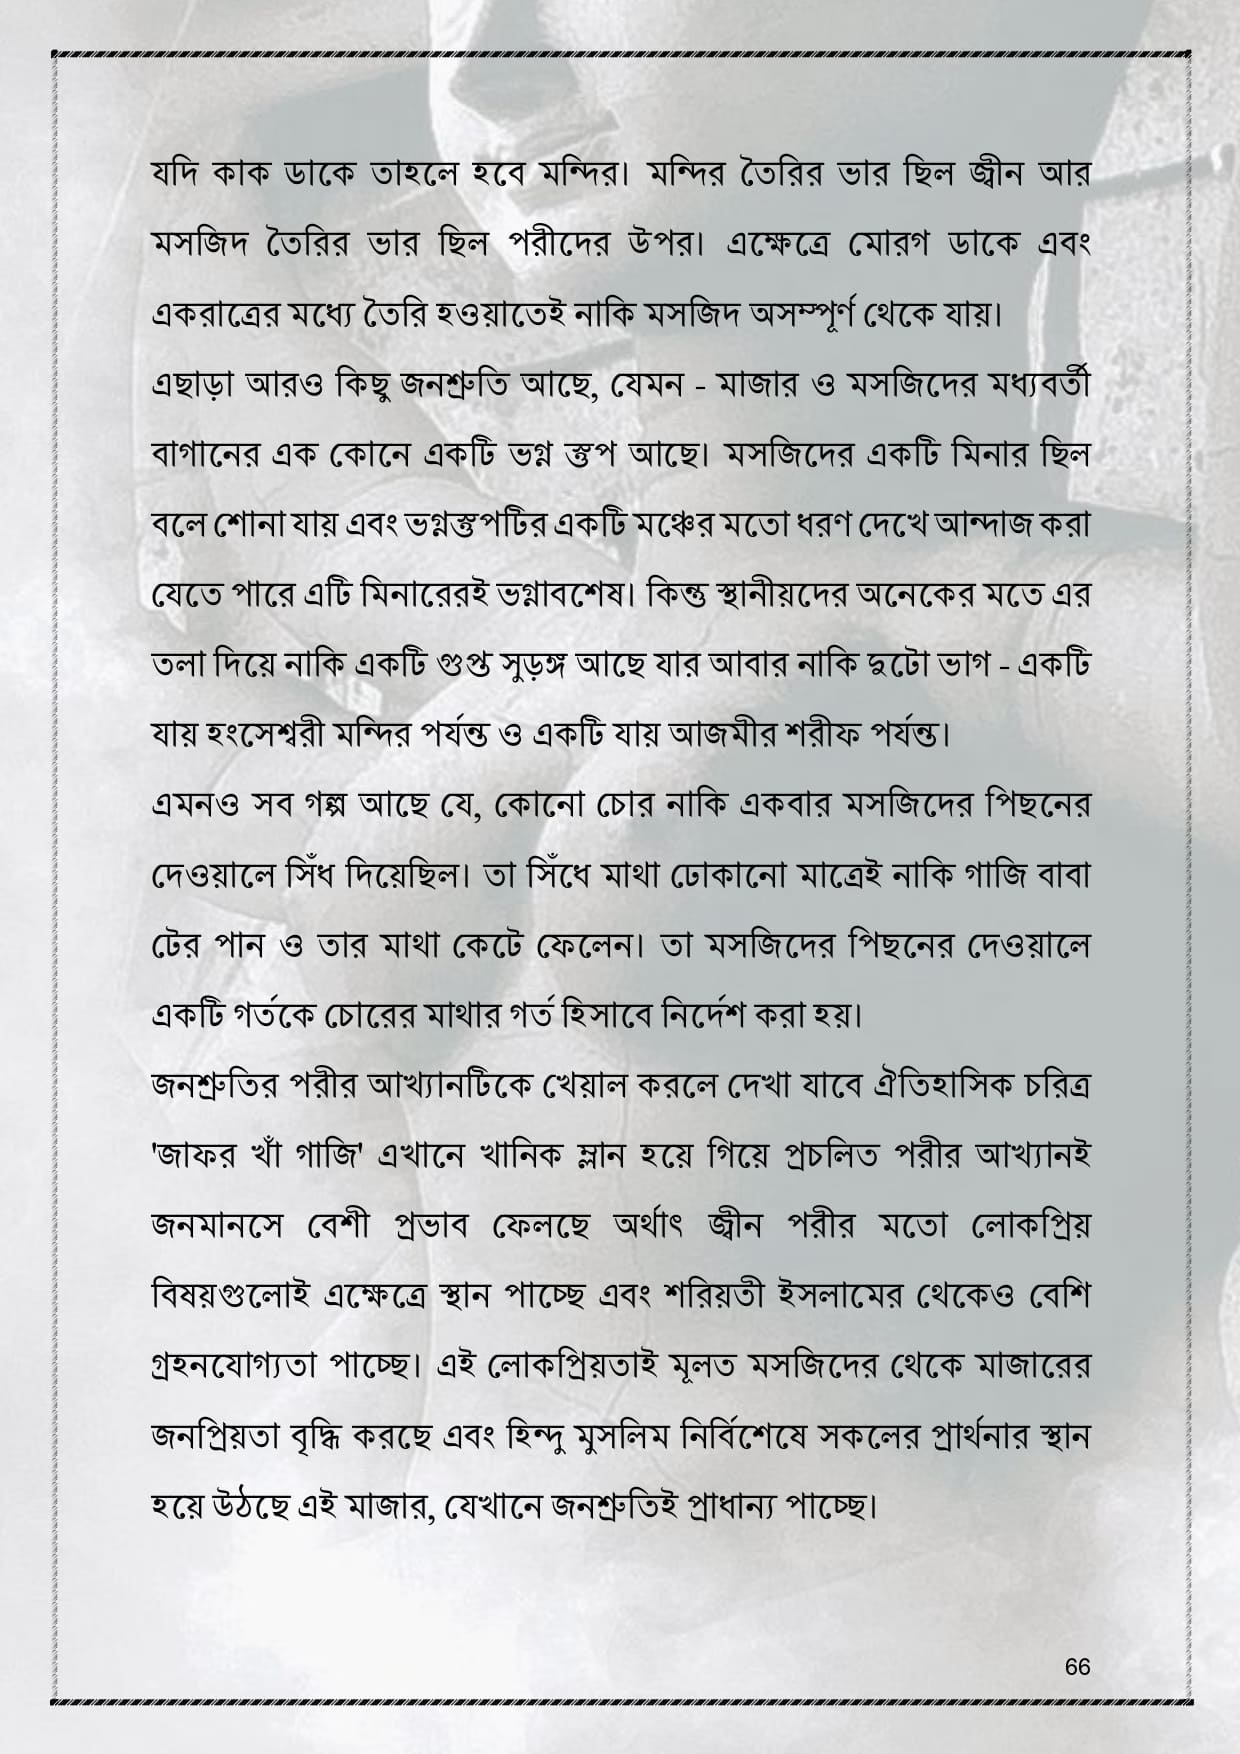 যদি কাক ডাকে তাহলে হবে মন্দির। মন্দির তৈরির ভার ছিল জ্বীন আর
মসজিদ তৈরির ভার ছিল পরীদের উপর। এক্ষেত্রে মোরগ ডাকে এবং
একরাত্রের মধ্যে তৈরি হওয়াতেই নাকি মসজিদ অসম্পূর্ণ থেকে যায়।
এছাড়া আরও কিছু জনশ্রুতি আছে, যেমন - মাজার ও মসজিদের মধ্যবর্তী
বাগানের এক কোনে একটি ভগ্ন স্তুপ আছে। মসজিদের একটি মিনার ছিল
বলে শোনা যায় এবং ভগ্নস্তুপটির একটি মঞ্চের মতো ধরণ দেখে আন্দাজ করা
যেতে পারে এটি মিনারেরই ভগ্নাবশেষ। কিন্তু স্থানীয়দের অনেকের মতে এর
তলা দিয়ে নাকি একটি গুপ্ত সুড়ঙ্গ আছে যার আবার নাকি দুটো ভাগ - একটি
যায় হংসেশ্বরী মন্দির পর্যন্ত ও একটি যায় আজমীর শরীফ পর্যন্ত।
এমনও সব গল্প আছে যে, কোনো চোর নাকি একবার মসজিদের পিছনের
দেওয়ালে সিঁধ দিয়েছিল। তা সিঁধে মাথা ঢোকানো মাত্রেই নাকি গাজি বাবা
টের পান ও তার মাথা কেটে ফেলেন। তা মসজিদের পিছনের দেওয়ালে
একটি গর্তকে চোরের মাথার গর্ত হিসাবে নির্দেশ করা হয়।
জনশ্রুতির পরীর আখ্যানটিকে খেয়াল করলে দেখা যাবে ঐতিহাসিক চরিত্র
'জাফর খাঁ গাজি' এখানে খানিক ম্লান হয়ে গিয়ে প্রচলিত পরীর আখ্যানই
জনমানসে বেশী প্রভাব ফেলছে অর্থাৎ জ্বীন পরীর মতো লোকপ্রিয়
বিষয়গুলোই এক্ষেত্রে স্থান পাচ্ছে এবং শরিয়তী ইসলামের থেকেও বেশি
গ্রহনযোগ্যতা পাচ্ছে। এই লোকপ্রিয়তাই মূলত মসজিদের থেকে মাজারের
জনপ্রিয়তা বৃদ্ধি করছে এবং হিন্দু মুসলিম নির্বিশেষে সকলের প্রার্থনার স্থান
হয়ে উঠছে এই মাজার, যেখানে জনশ্রুতিই প্রাধান্য পাচ্ছে।
66